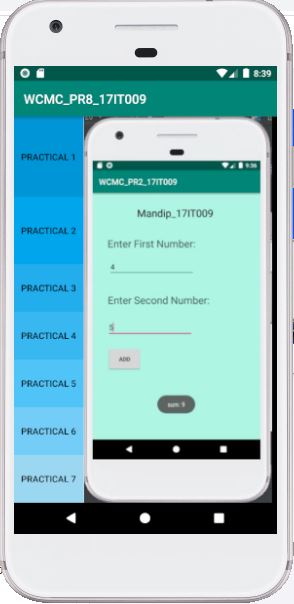 8:39
WCMC_PR8_17IT009
PRACTICAL 1
PRACTICAL 2
PRACTICAL 3
PRACTICAL 4
PRACTICAL 5
PRACTICAL 6
PRACTICAL 7
9:36
WCMC_PR2_17IT009
Mandip_17IT009
Enter First Number:
4
Enter Second Number:
5
ADD
sum: 9